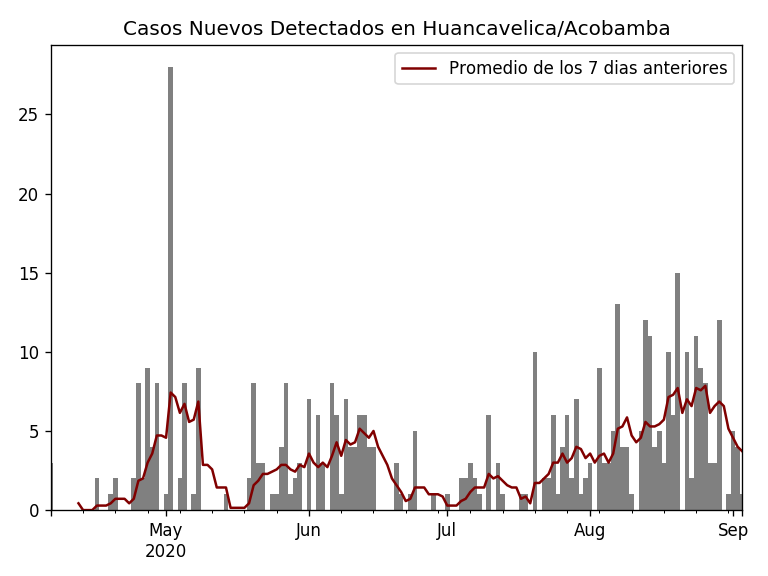 Casos Nuevos Detectados en Huancavelica/Acobamba
Promedio de los 7 dias anteriores
25
20
15
10
5
0
May
2020
Jun
Jul
Aug
Sep